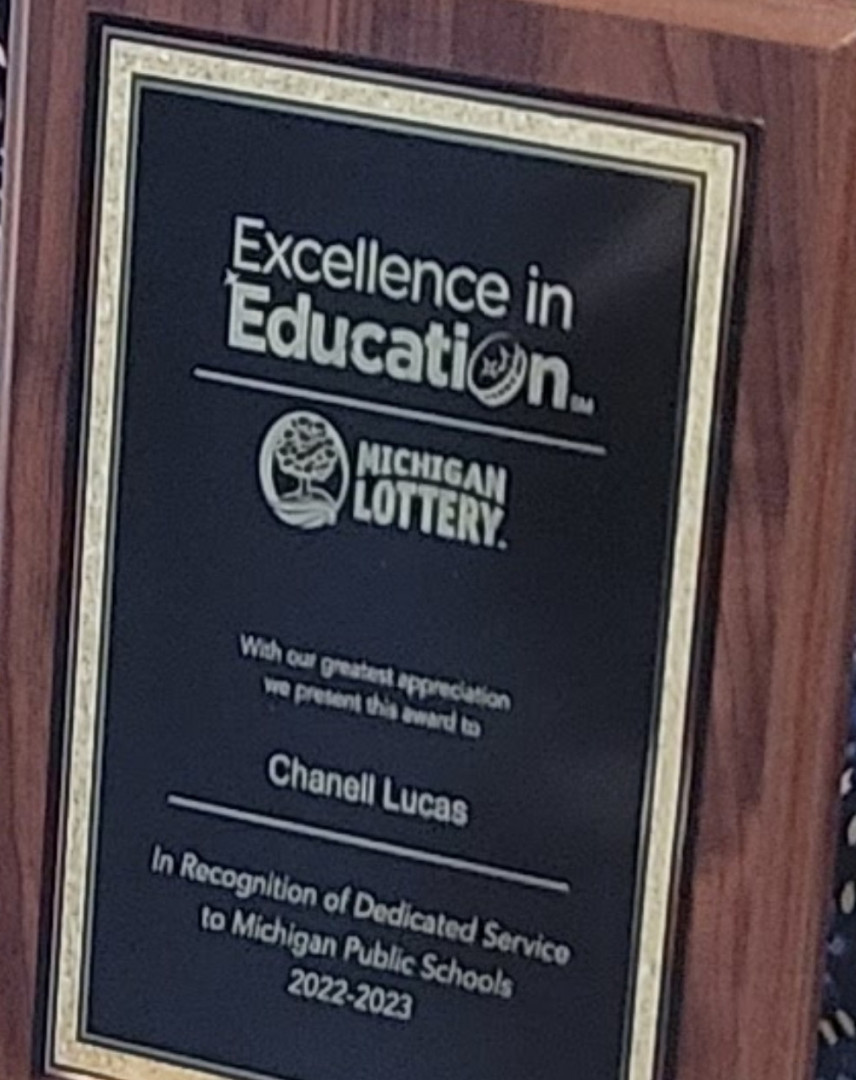 Excellence in
Education SM
MICHIGAN
LOTTERY.
With our greatest appreciation
we present this award to
Chanell Lucas
In Recognition of Dedicated Service
to Michigan Public Schools
2022-2023